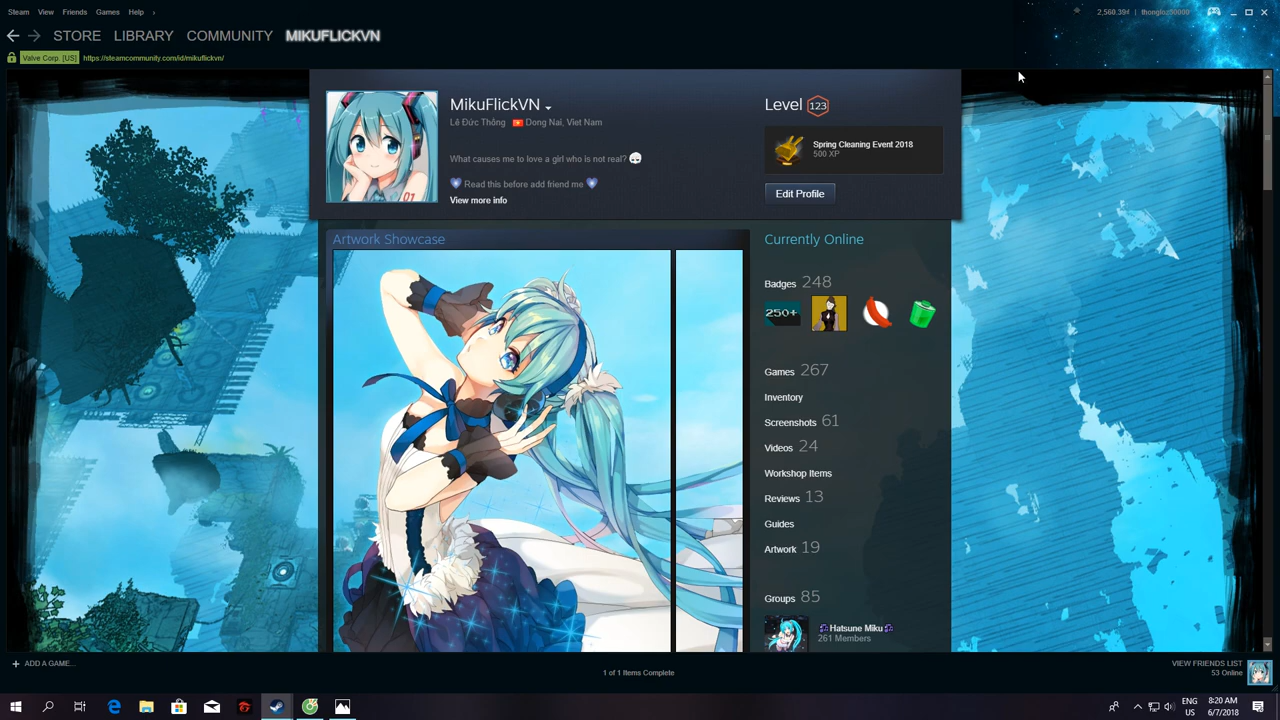 Steam View Friends Games Help ›
2,560.39₫ | thongfaz50000
STORE LIBRARY COMMUNITY MIKUFLICKVN
Valve Corp. [US] https://steamcommunity.com/id/mikuflickvn/
MikuFlickVN
Lê Đức Thông Dong Nai, Viet Nam
What causes me to love a girl who is not real?
Read this before add friend me
View more info
Level 123
Spring Cleaning Event 2018
500 XP
Edit Profile
Artwork Showcase
01
Currently Online
Badges 248
250+
Games 267
Inventory
Screenshots 61
Videos 24
Workshop Items
Reviews 13
Guides
Artwork 19
Groups 85
Hatsune Miku
261 Members
+ ADD A GAME...
1 of 1 Items Complete
VIEW FRIENDS LIST
53 Online
ENG
US
8:20 AM
6/7/2018